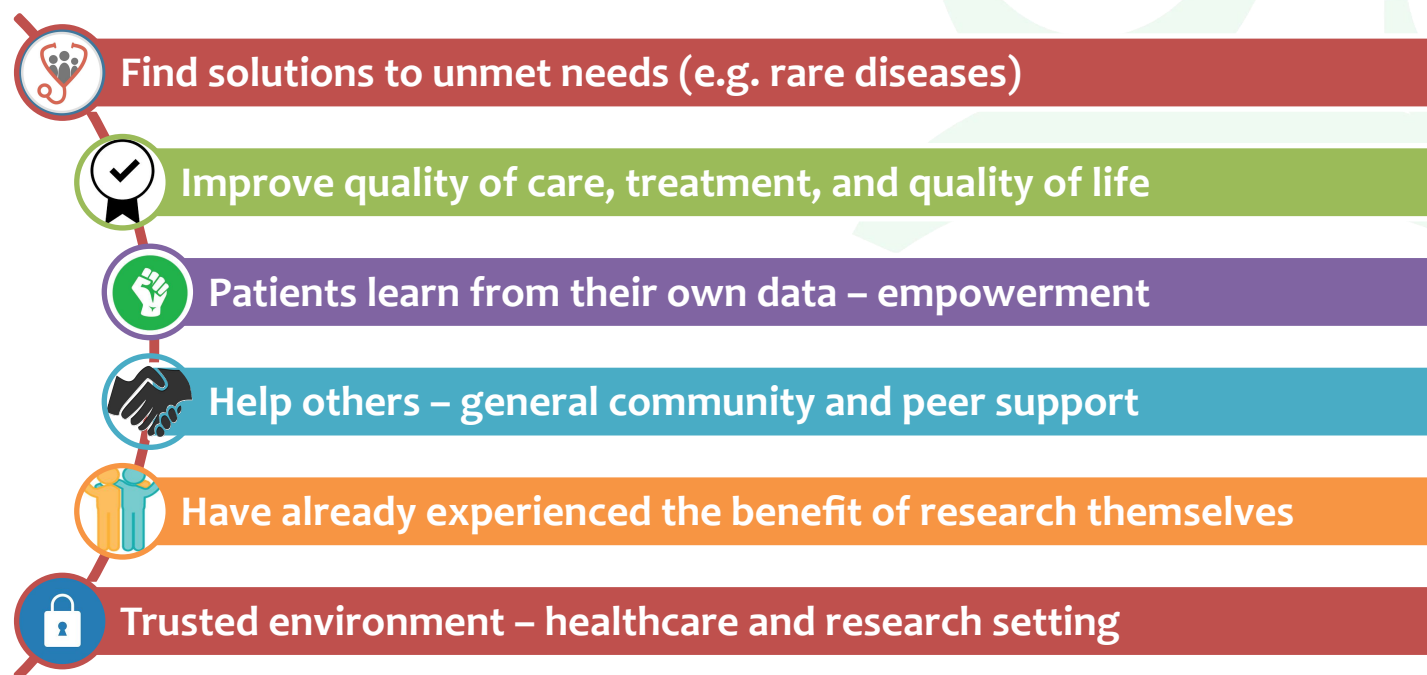 Find solutions to unmet needs (e.g. rare diseases)
Improve quality of care, treatment, and quality of life
Patients learn from their own data – empowerment
Help others – general community and peer support
Have already experienced the benefit of research themselves
Trusted environment – healthcare and research setting